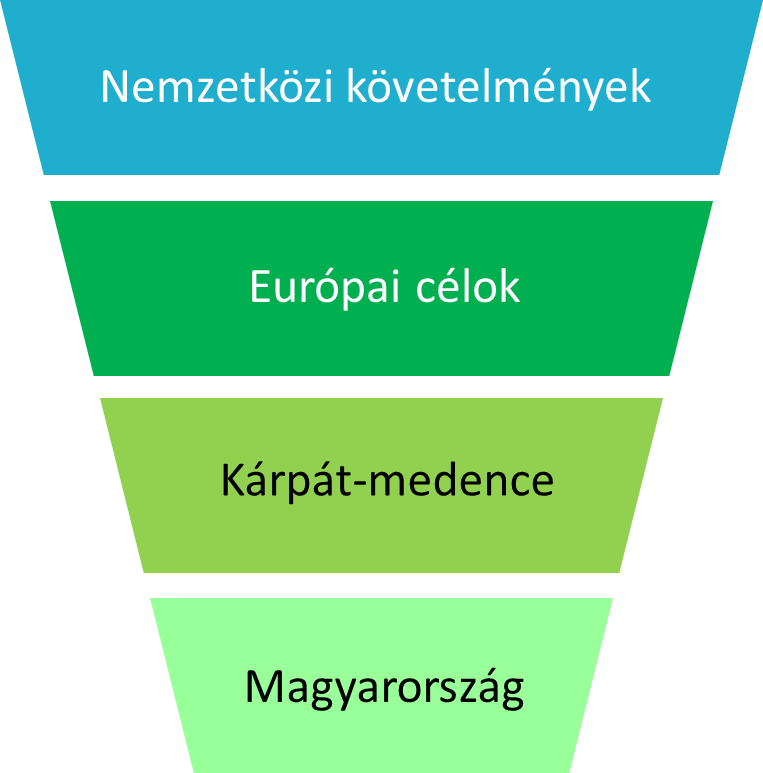 Nemzetközi követelmények
Európai célok
Kárpát-medence
Magyarország